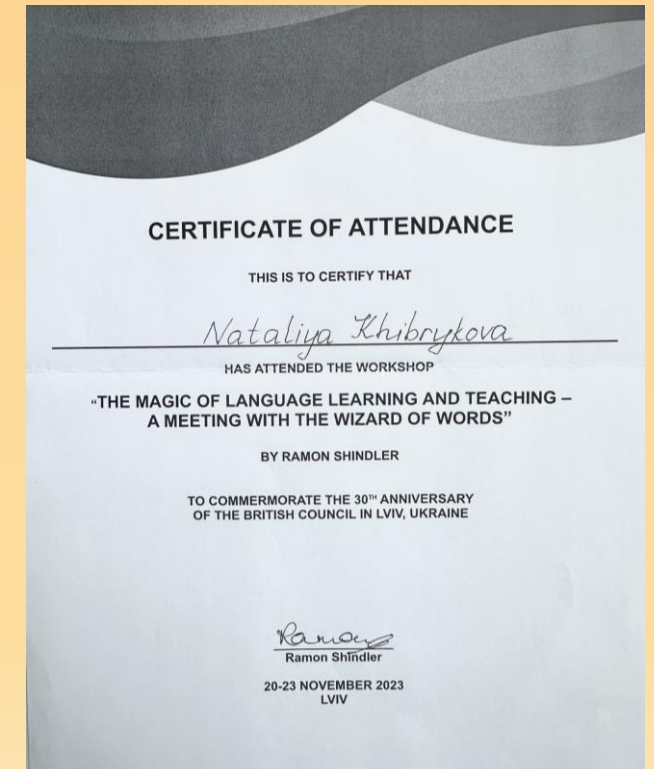 CERTIFICATE OF ATTENDANCE
THIS IS TO CERTIFY THAT
Nataliya Khibrykova
HAS ATTENDED THE WORKSHOP
“THE MAGIC OF LANGUAGE LEARNING AND TEACHING –
A MEETING WITH THE WIZARD OF WORDS”
BY RAMON SHINDLER
TO COMMERMORATE THE 30TH ANNIVERSARY
OF THE BRITISH COUNCIL IN LVIV, UKRAINE
Ramon
Ramon Shindler
20-23 NOVEMBER 2023
LVIV